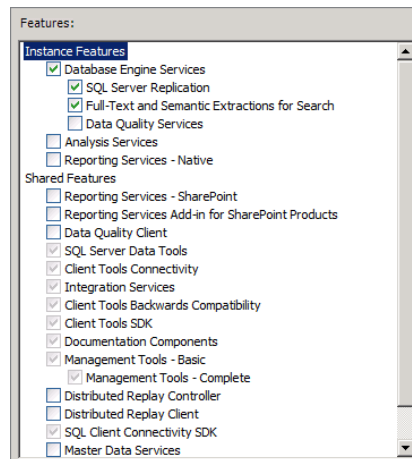 Features:
Instance Features
Database Engine Services
SQL Server Replication
Full-Text and Semantic Extractions for Search
Data Quality Services
Analysis Services
Reporting Services - Native
Shared Features
Reporting Services - SharePoint
Reporting Services Add-in for SharePoint Products
Data Quality Client
SQL Server Data Tools
Client Tools Connectivity
Integration Services
Client Tools Backwards Compatibility
Client Tools SDK
Documentation Components
Management Tools - Basic
Management Tools - Complete
Distributed Replay Controller
Distributed Replay Client
SQL Client Connectivity SDK
Master Data Services